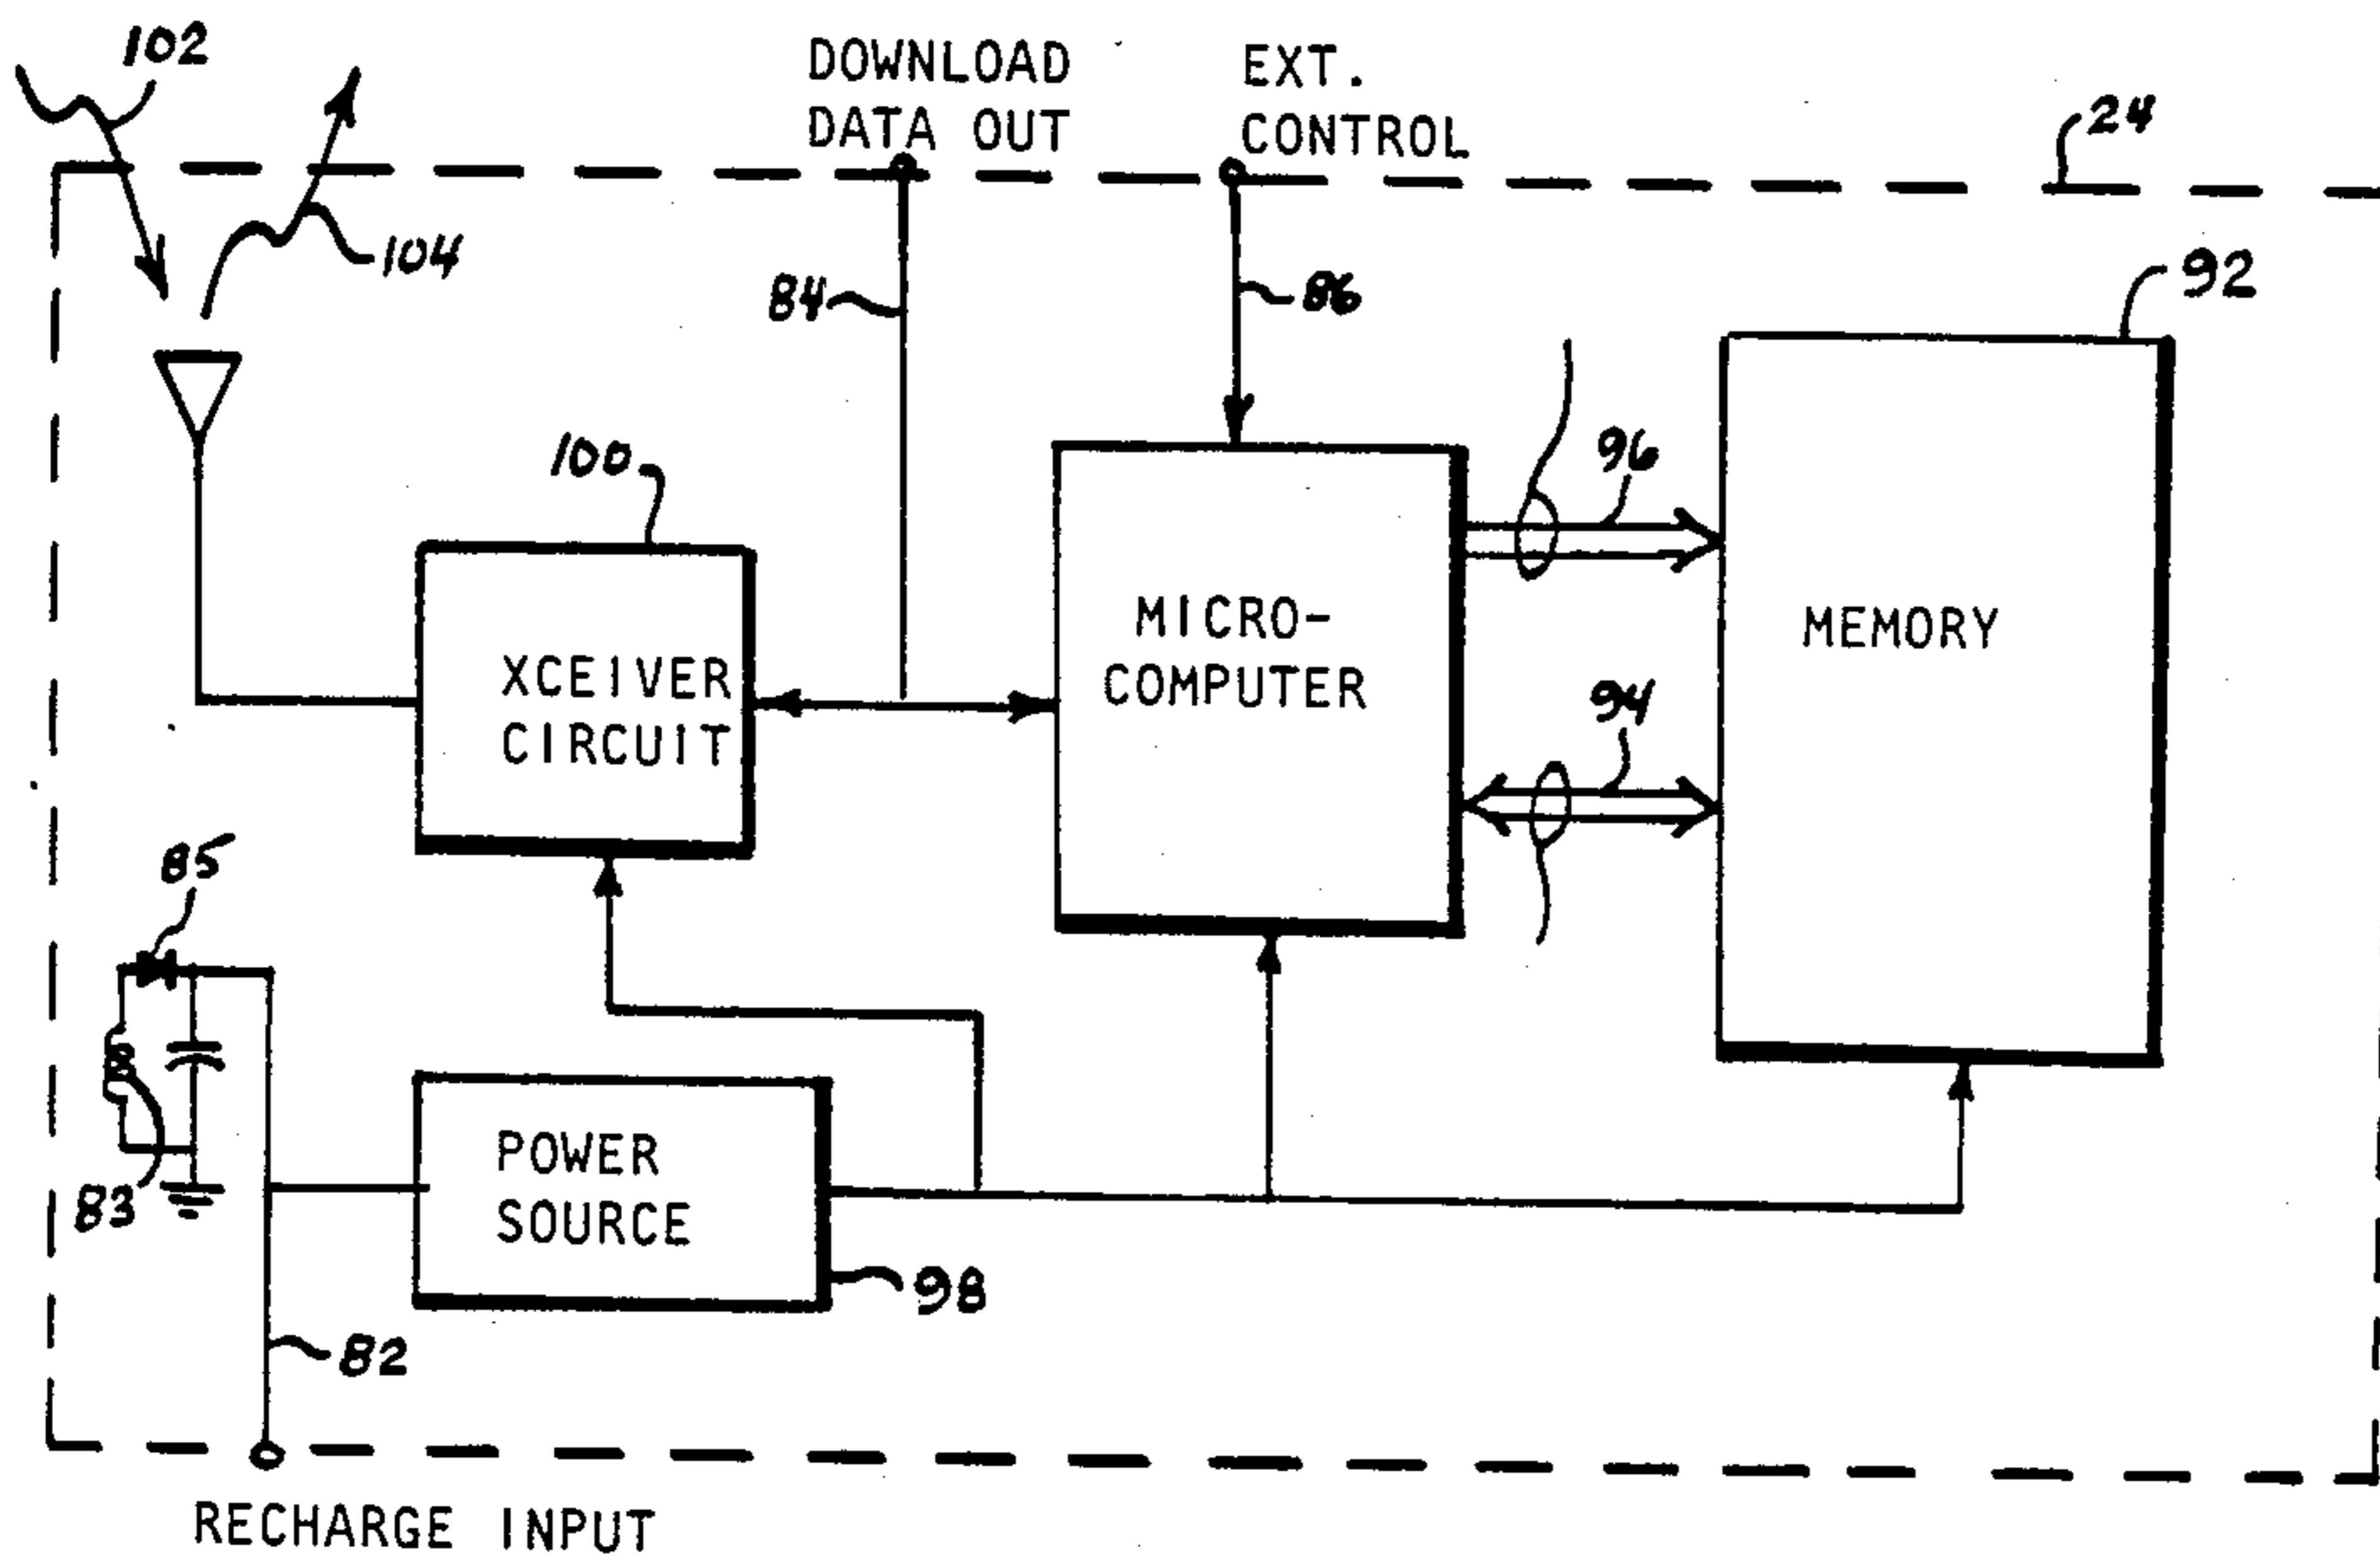 102
DOWNLOAD
DATA OUT
EXT.
CONTROL
24
104
84
86
92
100
96
MICRO-
COMPUTER
MEMORY
XCEIVER
CIRCUIT
94
85
POWER
SOURCE
83
98
82
RECHARGE INPUT